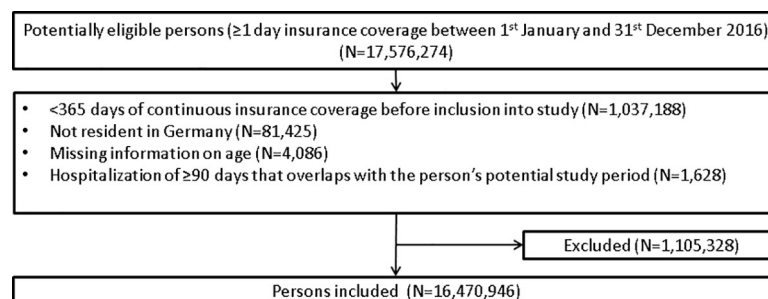 Potentially eligible persons (≥1 day insurance coverage between 1st January and 31st December 2016)
(N=17,576,274)
• <365 days of continuous insurance coverage before inclusion into study (N=1,037,188)
• Not resident in Germany (N=81,425)
• Missing information on age (N=4,086)
• Hospitalization of ≥90 days that overlaps with the person's potential study period (N=1,628)
Excluded (N=1,105,328)
Persons included (N=16,470,946)